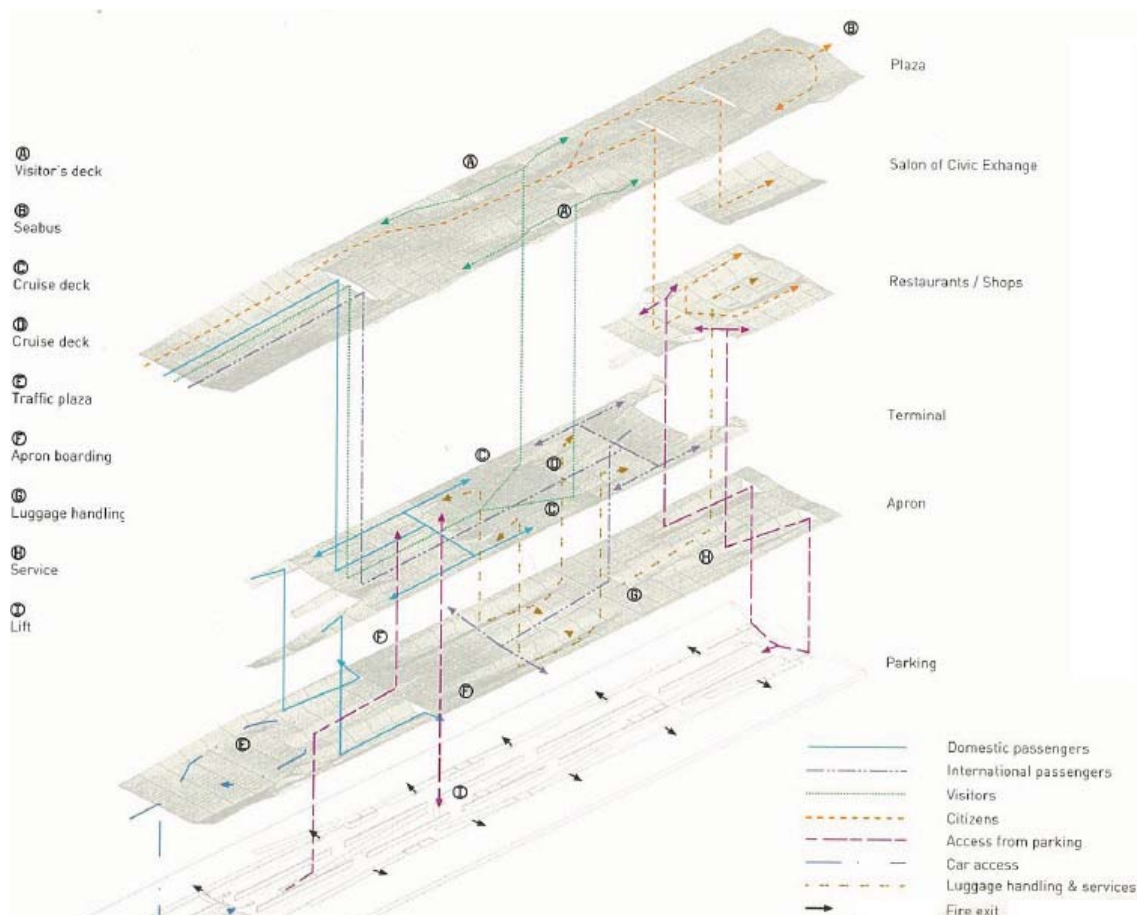 Ⓑ
Plaza
Ⓐ
Visitor's deck
Ⓐ
Salon of Civic Exhange
Ⓑ
Seabus
Ⓐ
Ⓒ
Cruise deck
Restaurants / Shops
Ⓓ
Cruise deck
Ⓔ
Traffic plaza
Terminal
Ⓕ
Apron boarding
Ⓒ
Ⓓ
Ⓖ
Luggage handling
Ⓒ
Apron
Ⓗ
Service
Ⓗ
Ⓖ
Ⓘ
Lift
Ⓕ
Parking
Ⓕ
Ⓔ
Ⓘ
Domestic passengers
International passengers
Visitors
Citizens
Access from parking
Car access
Luggage handling & services
Fire exit